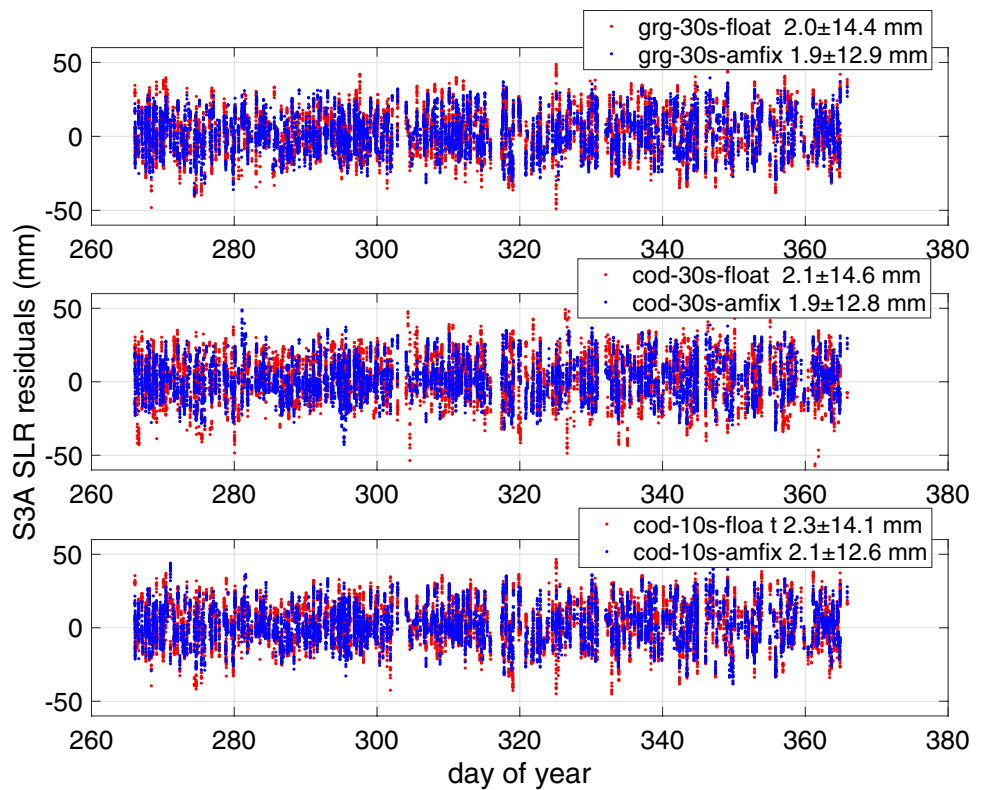 grg-30s-float 2.0±14.4 mm
grg-30s-amfix 1.9±12.9 mm
50
0
-50
260 280 300 320 340 360 380
cod-30s-float 2.1±14.6 mm
cod-30s-amfix 1.9±12.8 mm
50
0
-50
260 280 300 320 340 360 380
cod-10s-floa t 2.3±14.1 mm
cod-10s-amfix 2.1±12.6 mm
50
0
-50
260 280 300 320 340 360 380
S3A SLR residuals (mm)
day of year